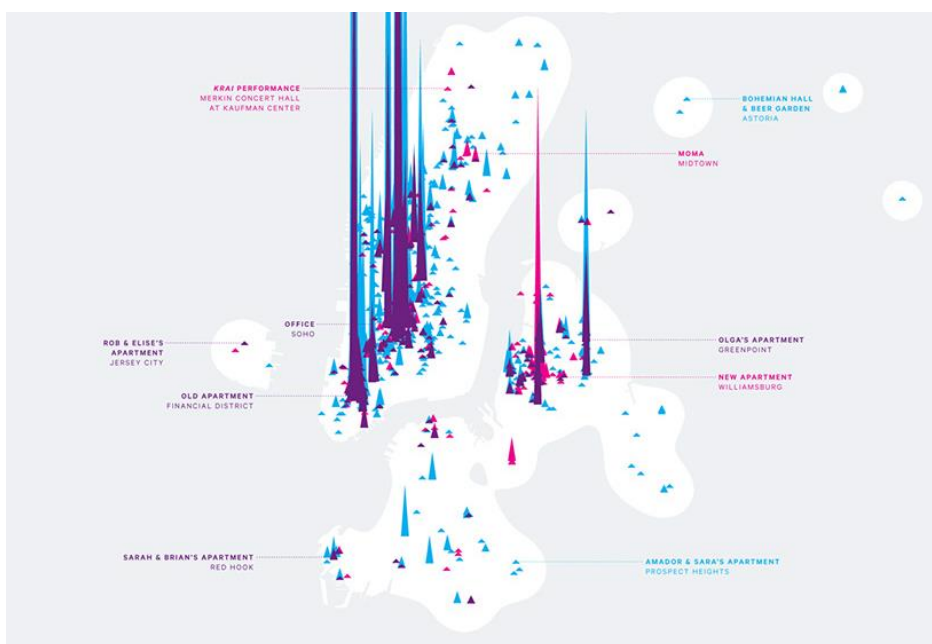 KRAI PERFORMANCE
MERKIN CONCERT HALL
AT KAUFMAN CENTER
BOHEMIAN HALL
& BEER GARDEN
ASTORIA
MOMA
MIDTOWN
OFFICE
SOHO
ROB & ELISE'S
APARTMENT
JERSEY CITY
OLGA'S APARTMENT
GREENPOINT
NEW APARTMENT
WILLIAMSBURG
OLD APARTMENT
FINANCIAL DISTRICT
SARAH & BRIAN'S APARTMENT
RED HOOK
AMADOR & SARA'S APARTMENT
PROSPECT HEIGHTS